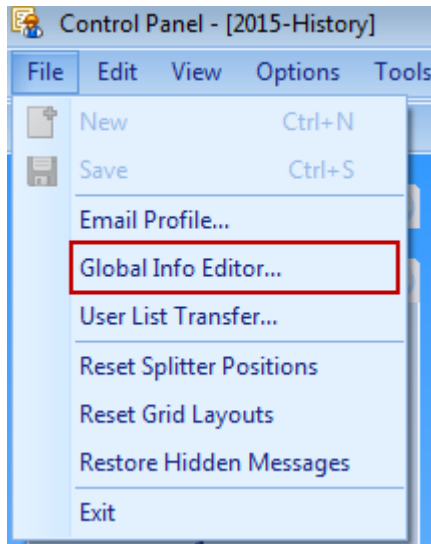 Control Panel - [2015-History]
File Edit View Options Tools
New Ctrl+N
Save Ctrl+S
Email Profile...
Global Info Editor...
User List Transfer...
Reset Splitter Positions
Reset Grid Layouts
Restore Hidden Messages
Exit